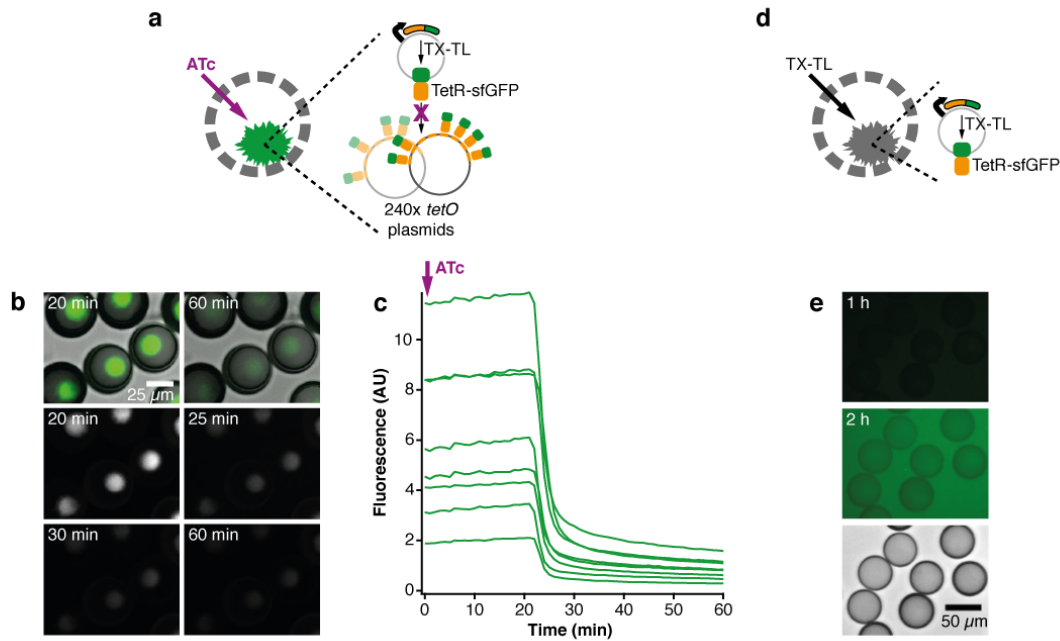 a
ATc
TX-TL
TetR-sfGFP
X
240x tetO
plasmids
d
TX-TL
TX-TL
TetR-sfGFP
b
20 min
60 min
25 µm
20 min
25 min
30 min
60 min
ATc
c
Fluorescence (AU)
10
8
6
4
2
0
0
10
20
30
40
50
60
Time (min)
e
1 h
2 h
50 µm